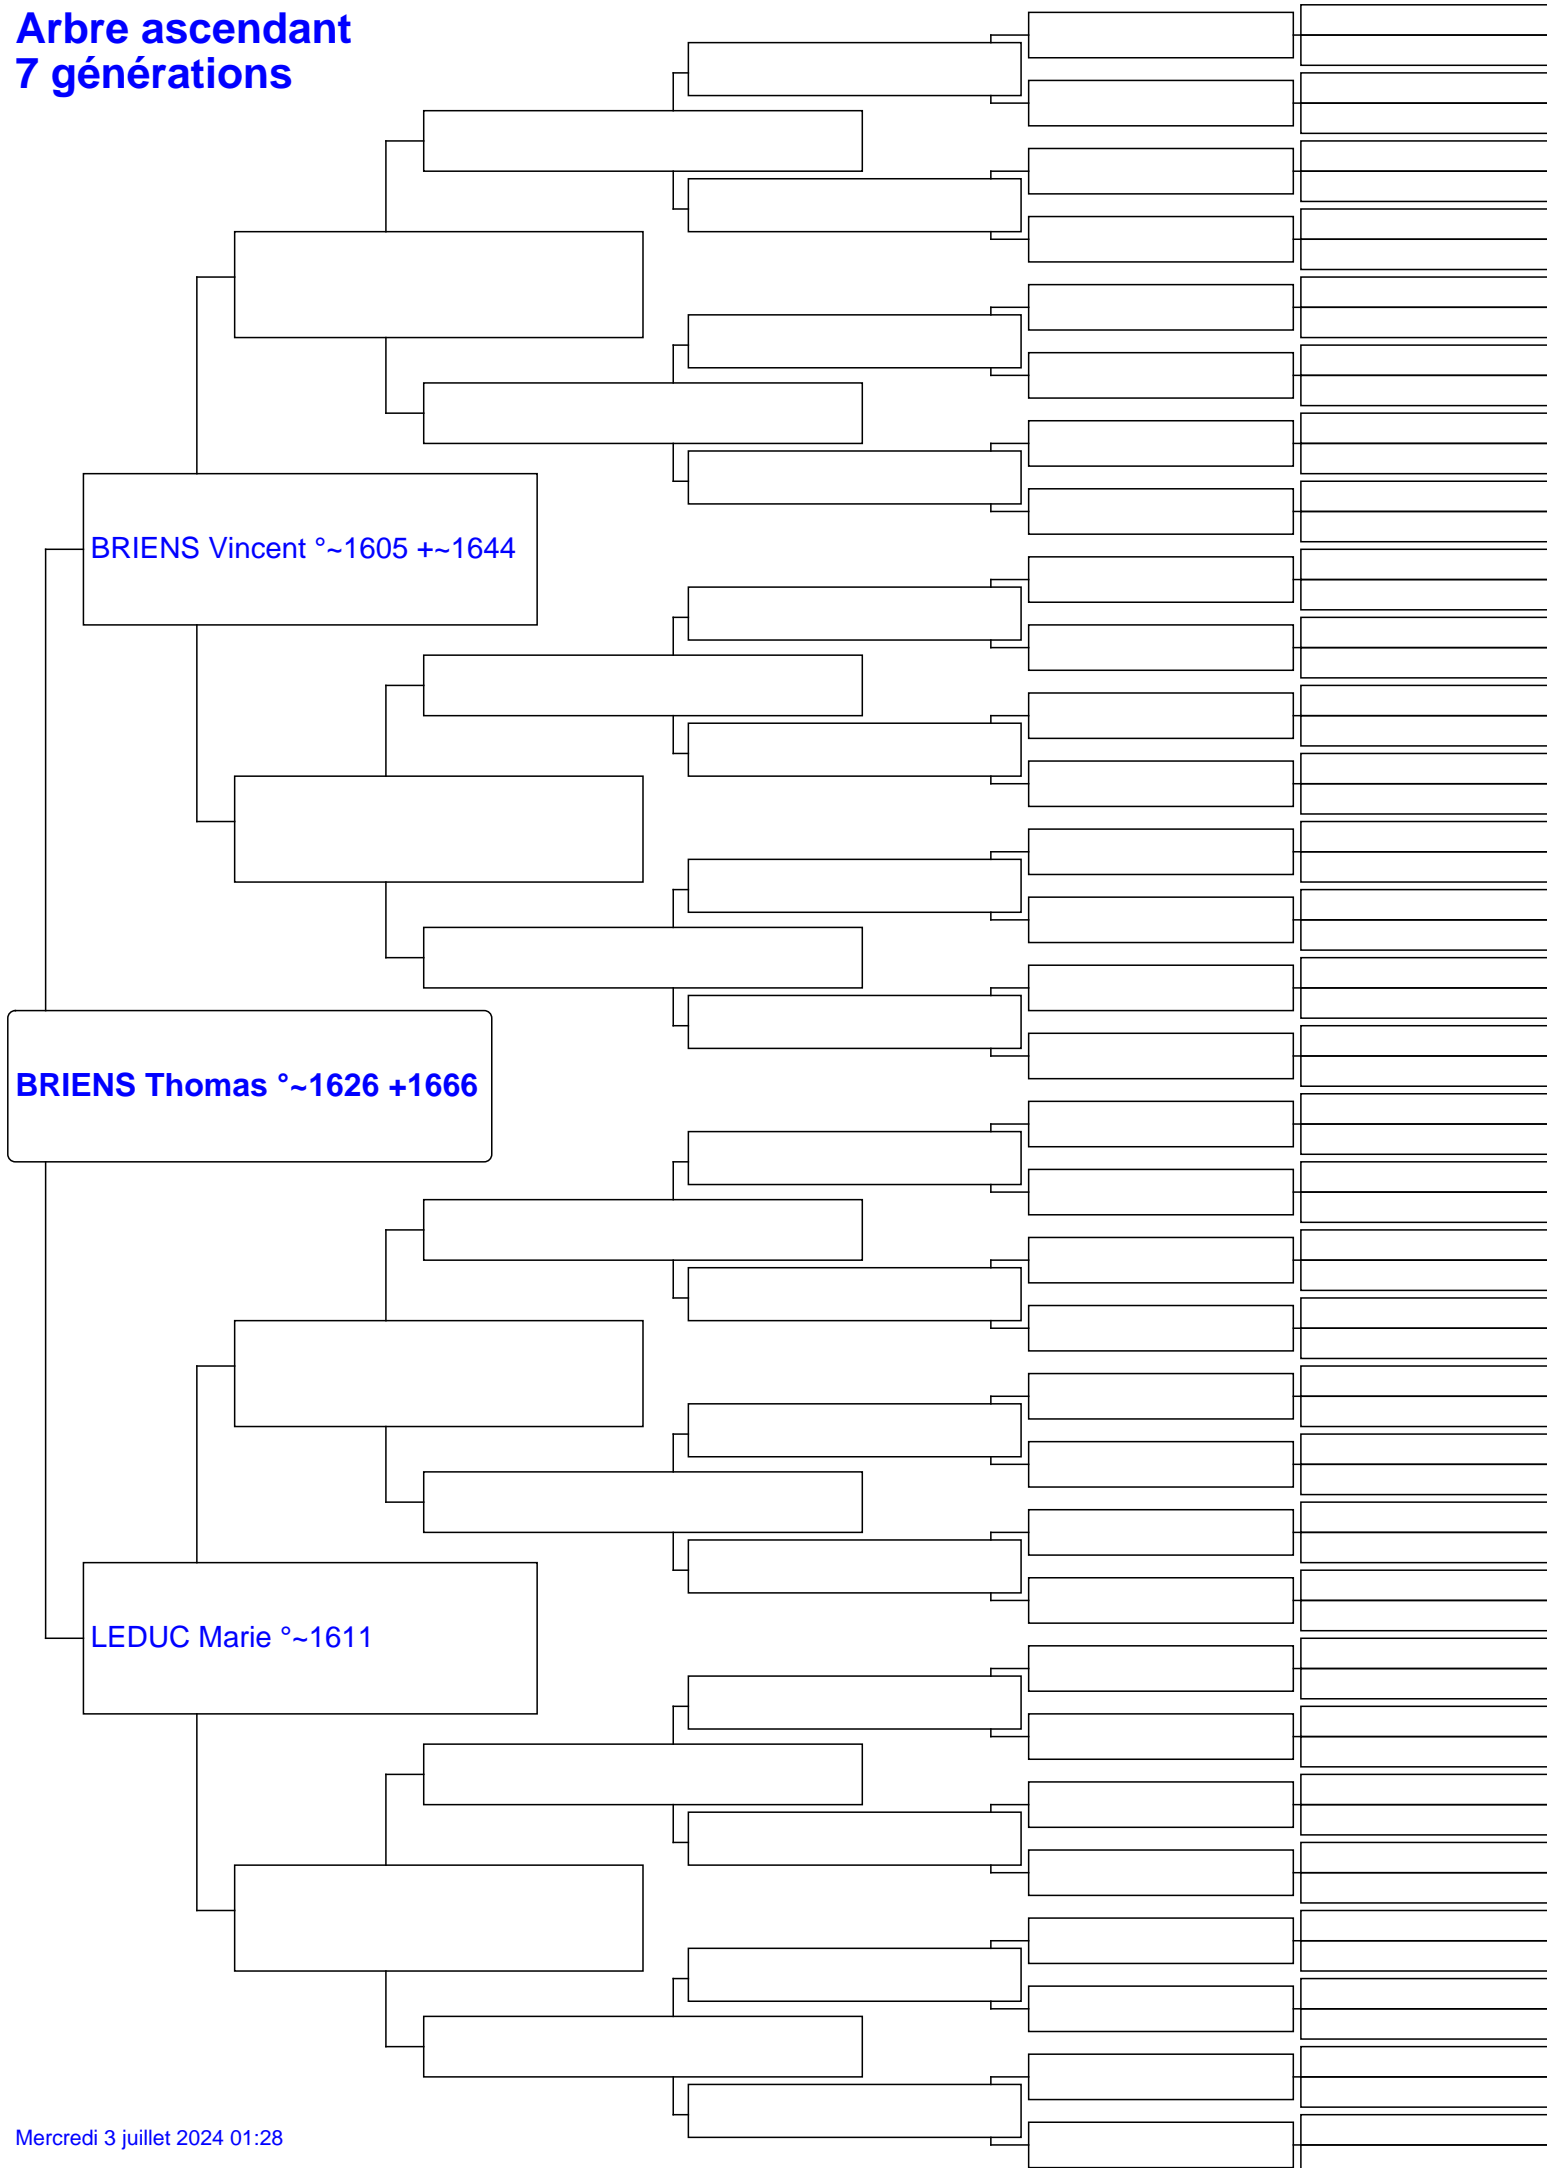 Arbre ascendant
7 générations
BRIENS Vincent °~1605 +~1644
BRIENS Thomas °~1626 +1666
LEDUC Marie °~1611
Mercredi 3 juillet 2024 01:28